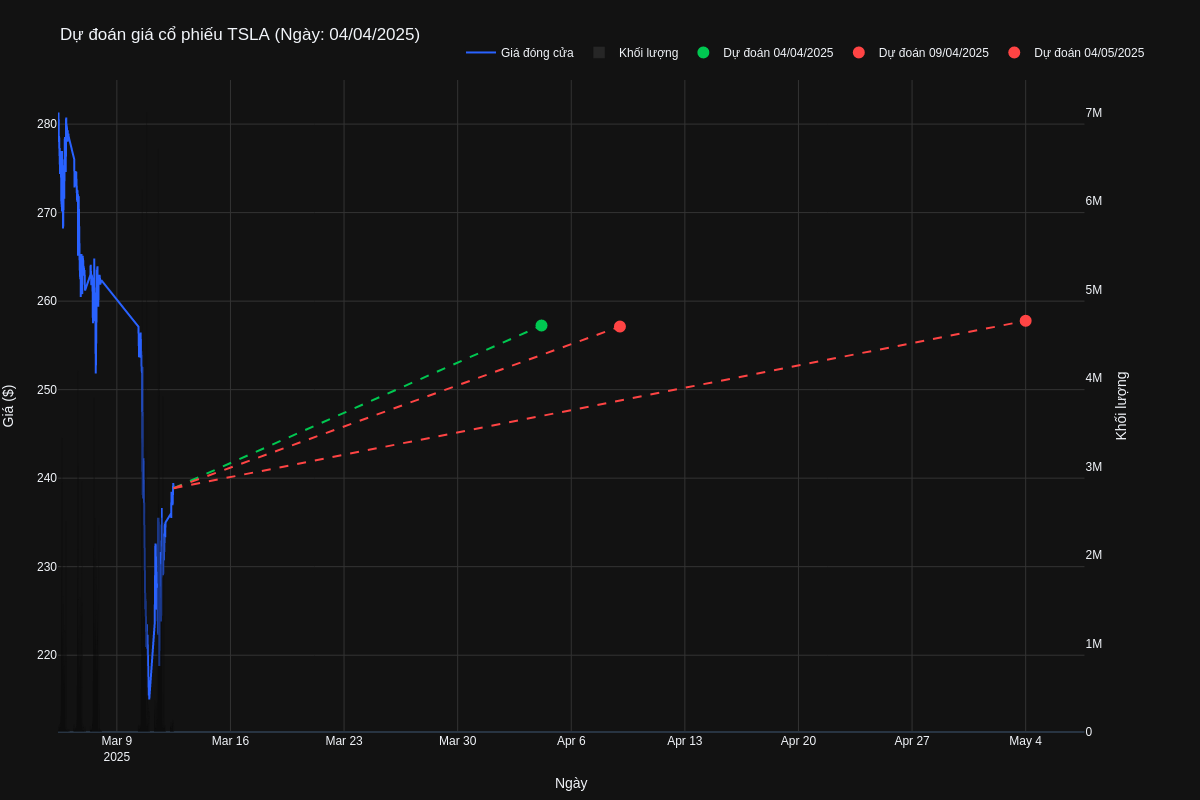 Dự đoán giá cổ phiếu TSLA (Ngày: 04/04/2025)
Giá đóng cửa
Khối lượng
Dự đoán 04/04/2025
Dự đoán 09/04/2025
Dự đoán 04/05/2025
280
270
260
250
240
230
220
Giá ($)
7M
6M
5M
4M
3M
2M
1M
0
Khối lượng
Mar 9
2025
Mar 16
Mar 23
Mar 30
Apr 6
Apr 13
Apr 20
Apr 27
May 4
Ngày